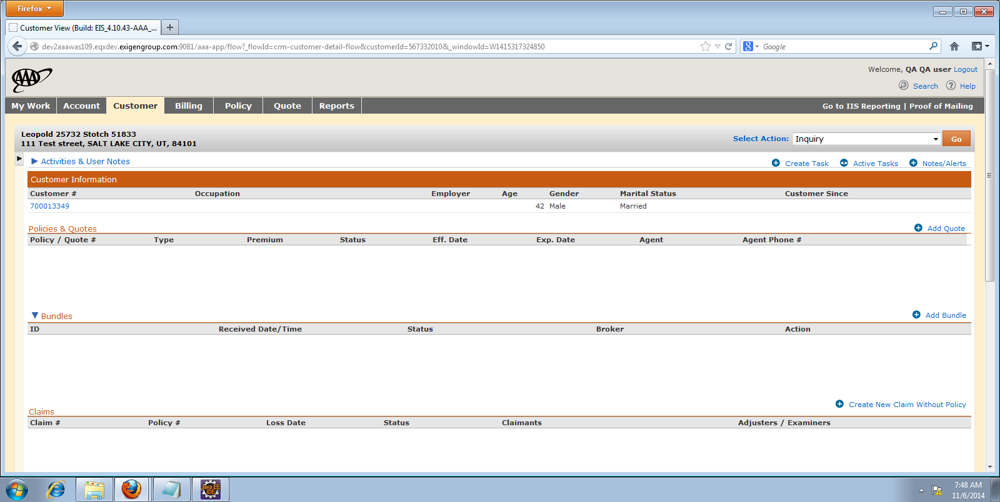 Firefox
Customer View (Build: EIS_4.10.43-AAA_...
dev2aaawas109.eqxdev.exigengroup.com:9081/aaa-app/flow?_flowId=crm-customer-detail-flow&customerId=567332010&_windowId=W1415317324850
Google
AAA
Welcome, QA QA user Logout
Search Help
My Work Account Customer Billing Policy Quote Reports
Go to IIS Reporting | Proof of Mailing
Leopold 25732 Stotch 51833
111 Test street, SALT LAKE CITY, UT, 84101
Select Action: Inquiry Go
Activities & User Notes
Create Task Active Tasks Notes/Alerts
Customer Information
Customer # Occupation Employer Age Gender Marital Status Customer Since
700013349 42 Male Married
Policies & Quotes
Add Quote
Policy / Quote # Type Premium Status Eff. Date Exp. Date Agent Agent Phone #
Bundles
Add Bundle
ID Received Date/Time Status Broker Action
Create New Claim Without Policy
Claims
Claim # Policy # Loss Date Status Claimants Adjusters / Examiners
Java EE
IDE
7:48 AM
11/6/2014